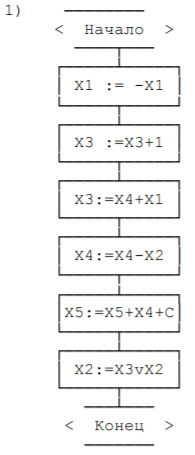 1)
< Начало >
X1 := -X1
X3 :=X3+1
X3:=X4+X1
X4:=X4-X2
X5:=X5+X4+C
X2:=X3vX2
< Конец >